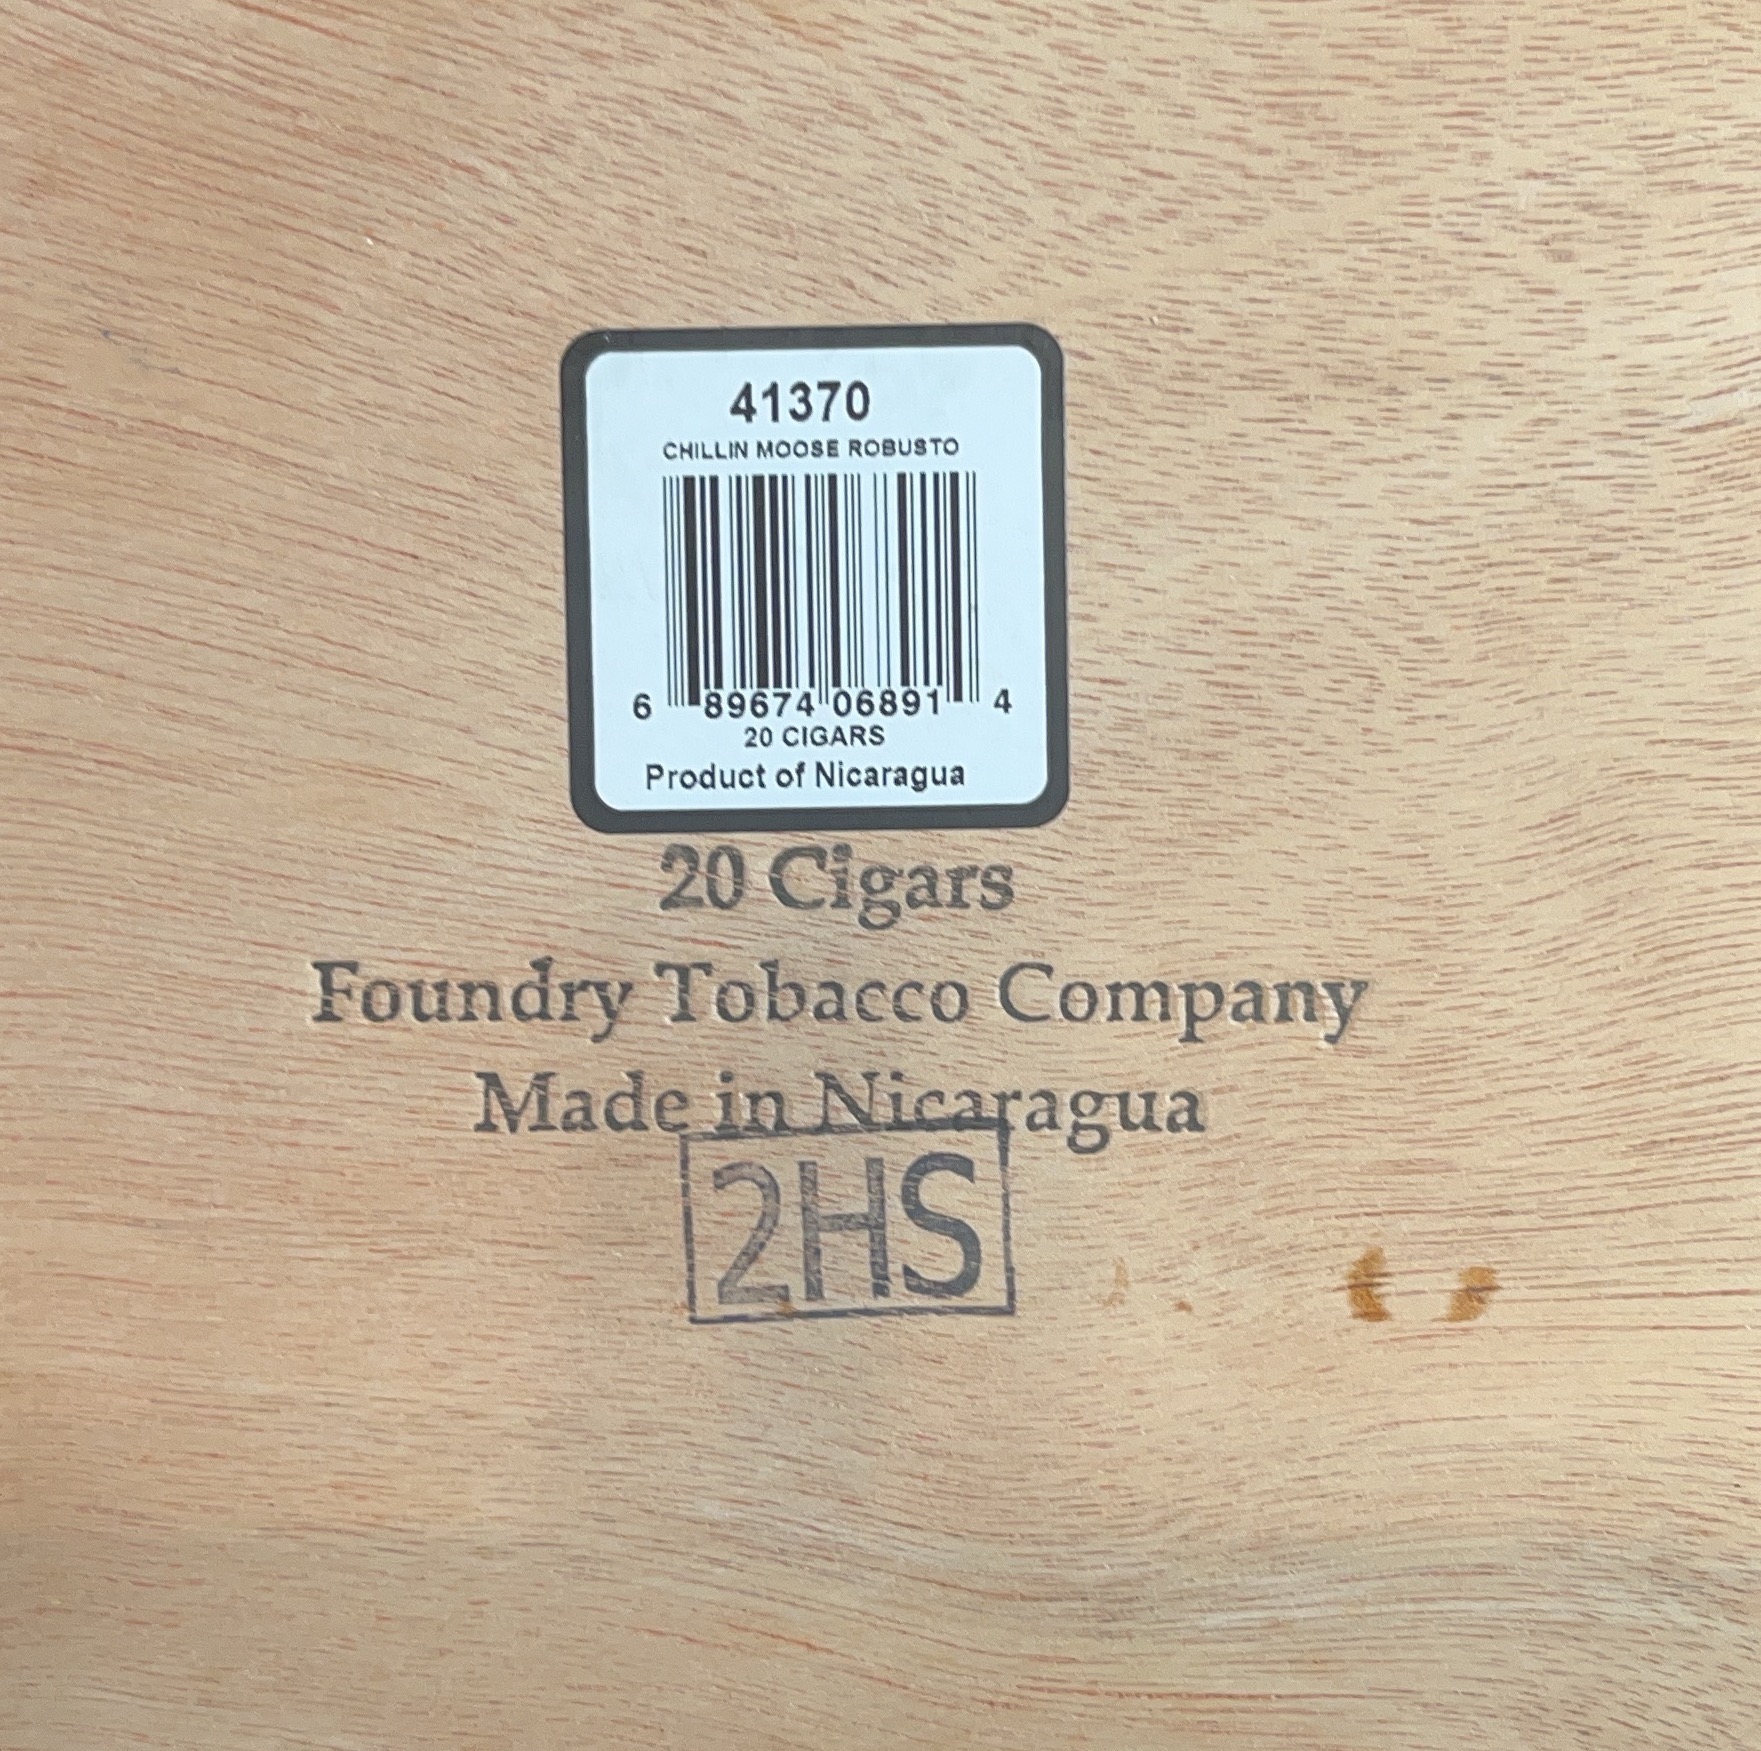 41370
CHILLIN MOOSE ROBUSTO
6 89674 06891 4
20 CIGARS
Product of Nicaragua
20 Cigars
Foundry Tobacco Company
Made in Nicaragua
2HS